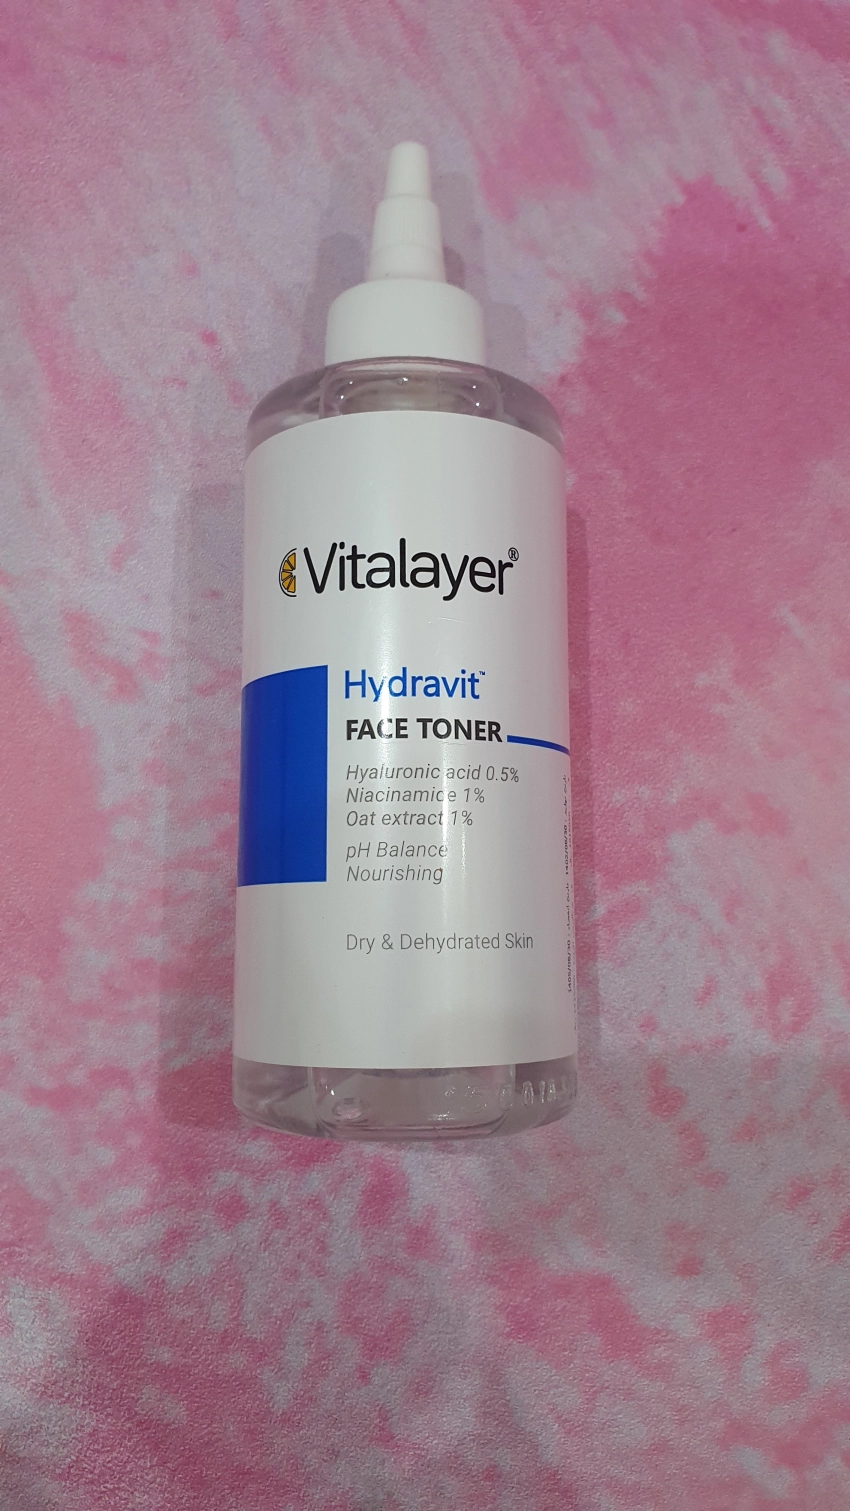 Vitalayer®
Hydravit™
FACE TONER
Hyaluronic acid 0.5%
Niacinamide 1%
Oat extract 1%
pH Balance
Nourishing
Dry & Dehydrated Skin